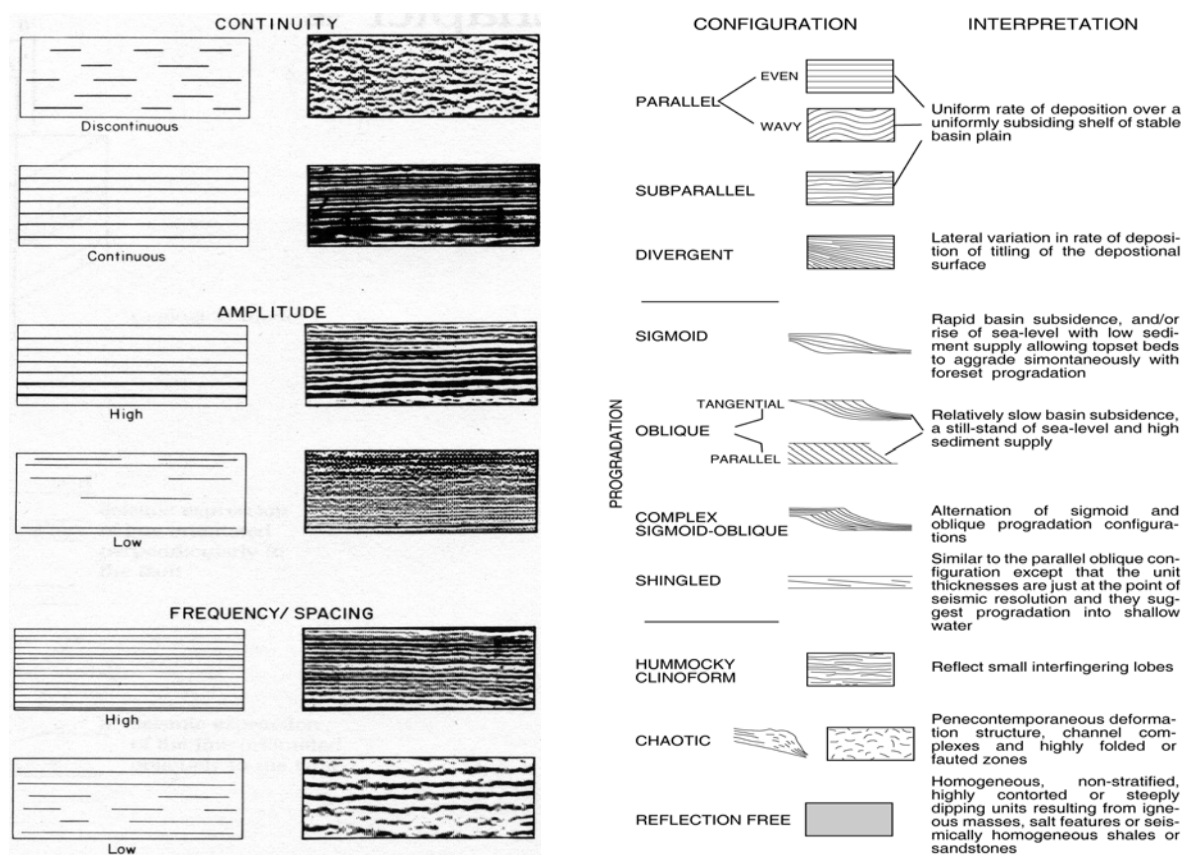 CONTINUITY
Discontinuous
Continuous
AMPLITUDE
High
Low
FREQUENCY/ SPACING
High
Low
CONFIGURATION
INTERPRETATION
PARALLEL
EVEN
WAVY
SUBPARALLEL
Uniform rate of deposition over a
uniformly subsiding shelf of stable
basin plain
DIVERGENT
Lateral variation in rate of deposi-
tion of titling of the depostional
surface
PROGRADATION
SIGMOID
Rapid basin subsidence, and/or
rise of sea-level with low sedi-
ment supply allowing topset beds
to aggrade simontaneously with
foreset progradation
OBLIQUE
TANGENTIAL
PARALLEL
Relatively slow basin subsidence,
a still-stand of sea-level and high
sediment supply
COMPLEX
SIGMOID-OBLIQUE
Alternation of sigmoid and
oblique progradation configura-
tions
SHINGLED
Similar to the parallel oblique con-
figuration except that the unit
thicknesses are just at the point of
seismic resolution and they sug-
gest progradation into shallow
water
HUMMOCKY
CLINOFORM
Reflect small interfingering lobes
CHAOTIC
Penecontemporaneous deforma-
tion structure, channel com-
plexes and highly folded or
fauted zones
REFLECTION FREE
Homogeneous, non-stratified,
highly contorted or steeply
dipping units resulting from igne-
ous masses, salt features or seis-
mically homogeneous shales or
sandstones